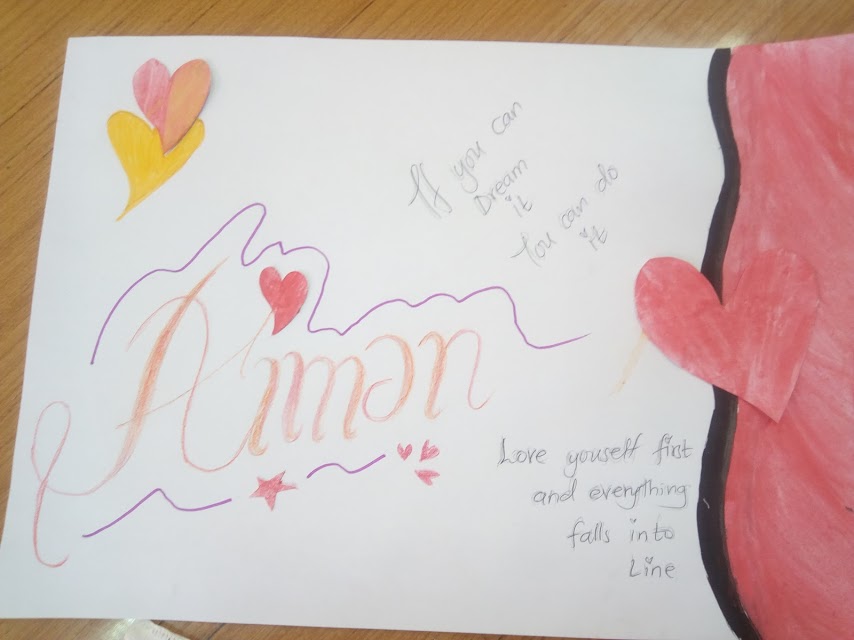 If you can
Dream
it
You can do
it
Aiman
Love youself first
and everything
falls into
Line